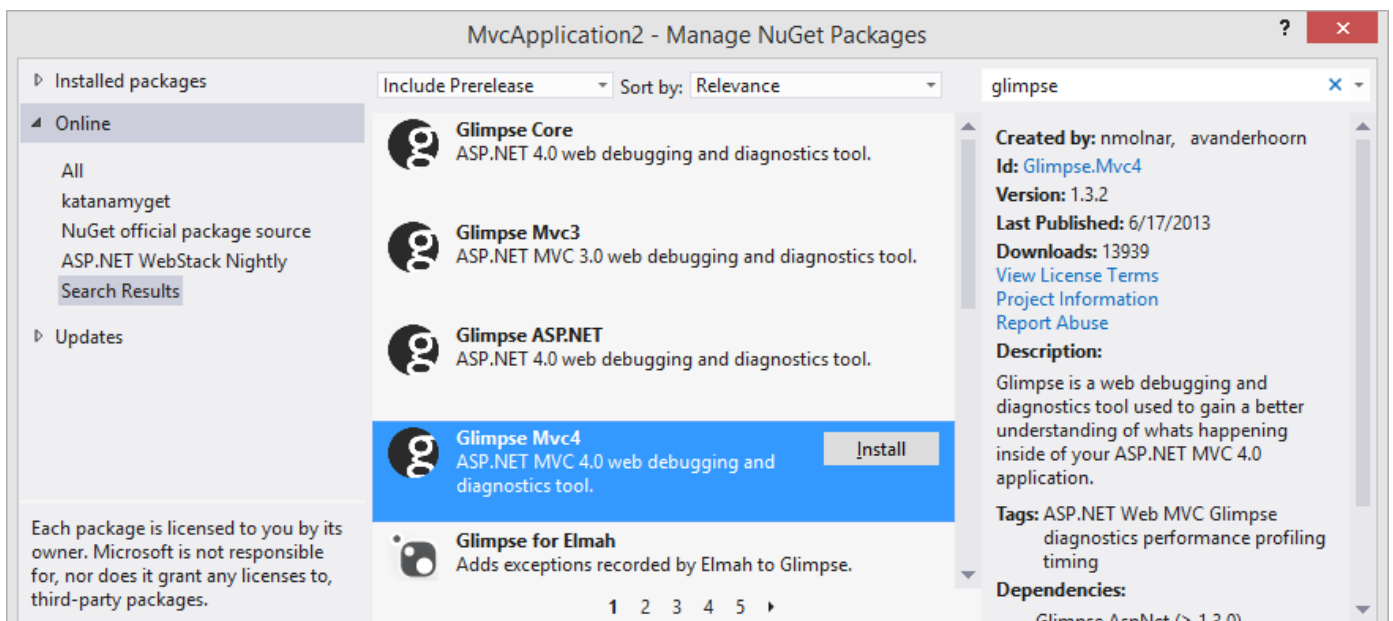 MvcApplication2 - Manage NuGet Packages
?
Installed packages
Online
All
katanamyget
NuGet official package source
ASP.NET WebStack Nightly
Search Results
Updates
Each package is licensed to you by its
owner. Microsoft is not responsible
for, nor does it grant any licenses to,
third-party packages.
Include Prerelease
Sort by: Relevance
Glimpse Core
ASP.NET 4.0 web debugging and diagnostics tool.
Glimpse Mvc3
ASP.NET MVC 3.0 web debugging and diagnostics tool.
Glimpse ASP.NET
ASP.NET 4.0 web debugging and diagnostics tool.
Glimpse Mvc4
ASP.NET MVC 4.0 web debugging and
diagnostics tool.
Install
Glimpse for Elmah
Adds exceptions recorded by Elmah to Glimpse.
1 2 3 4 5
glimpse
Created by: nmolnar, avanderhoorn
Id: Glimpse.Mvc4
Version: 1.3.2
Last Published: 6/17/2013
Downloads: 13939
View License Terms
Project Information
Report Abuse
Description:
Glimpse is a web debugging and
diagnostics tool used to gain a better
understanding of whats happening
inside of your ASP.NET MVC 4.0
application.
Tags: ASP.NET Web MVC Glimpse
diagnostics performance profiling
timing
Dependencies:
Glimpse.AspNet (≥ 1.3.0)